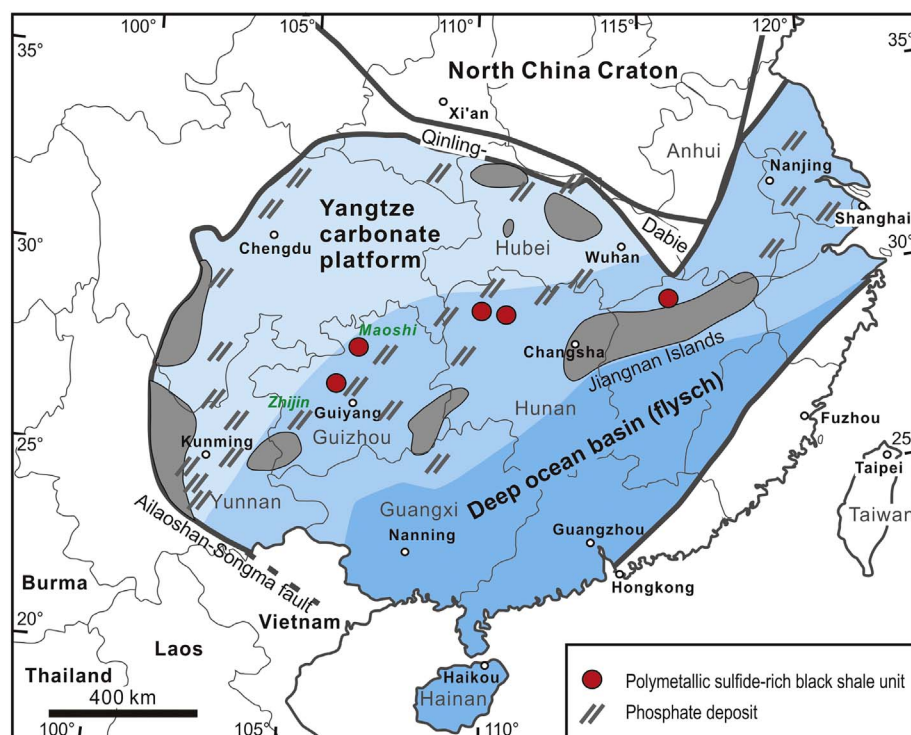 100°
105°
110°
115°
120°
35°
35°
North China Craton
Xi'an
Qinling-
Anhui
Nanjing
Yangtze
carbonate
platform
Shanghai
Chengdu
Hubei
Dabie
30°
Wuhan
30°
Maoshi
Changsha
Jiangnan Islands
Zhijin
Guiyang
Hunan
Guizhou
Deep ocean basin (flysch)
Fuzhou
25°
Kunming
25
Taipei
Yunnan
Guangxi
Taiwan
Ailaoshan-Songma fault
Nanning
Guangzhou
Hongkong
Burma
Vietnam
20°
Laos
Thailand
Haikou
Hainan
400 km
Polymetallic sulfide-rich black shale unit
Phosphate deposit
100°
105°
110°